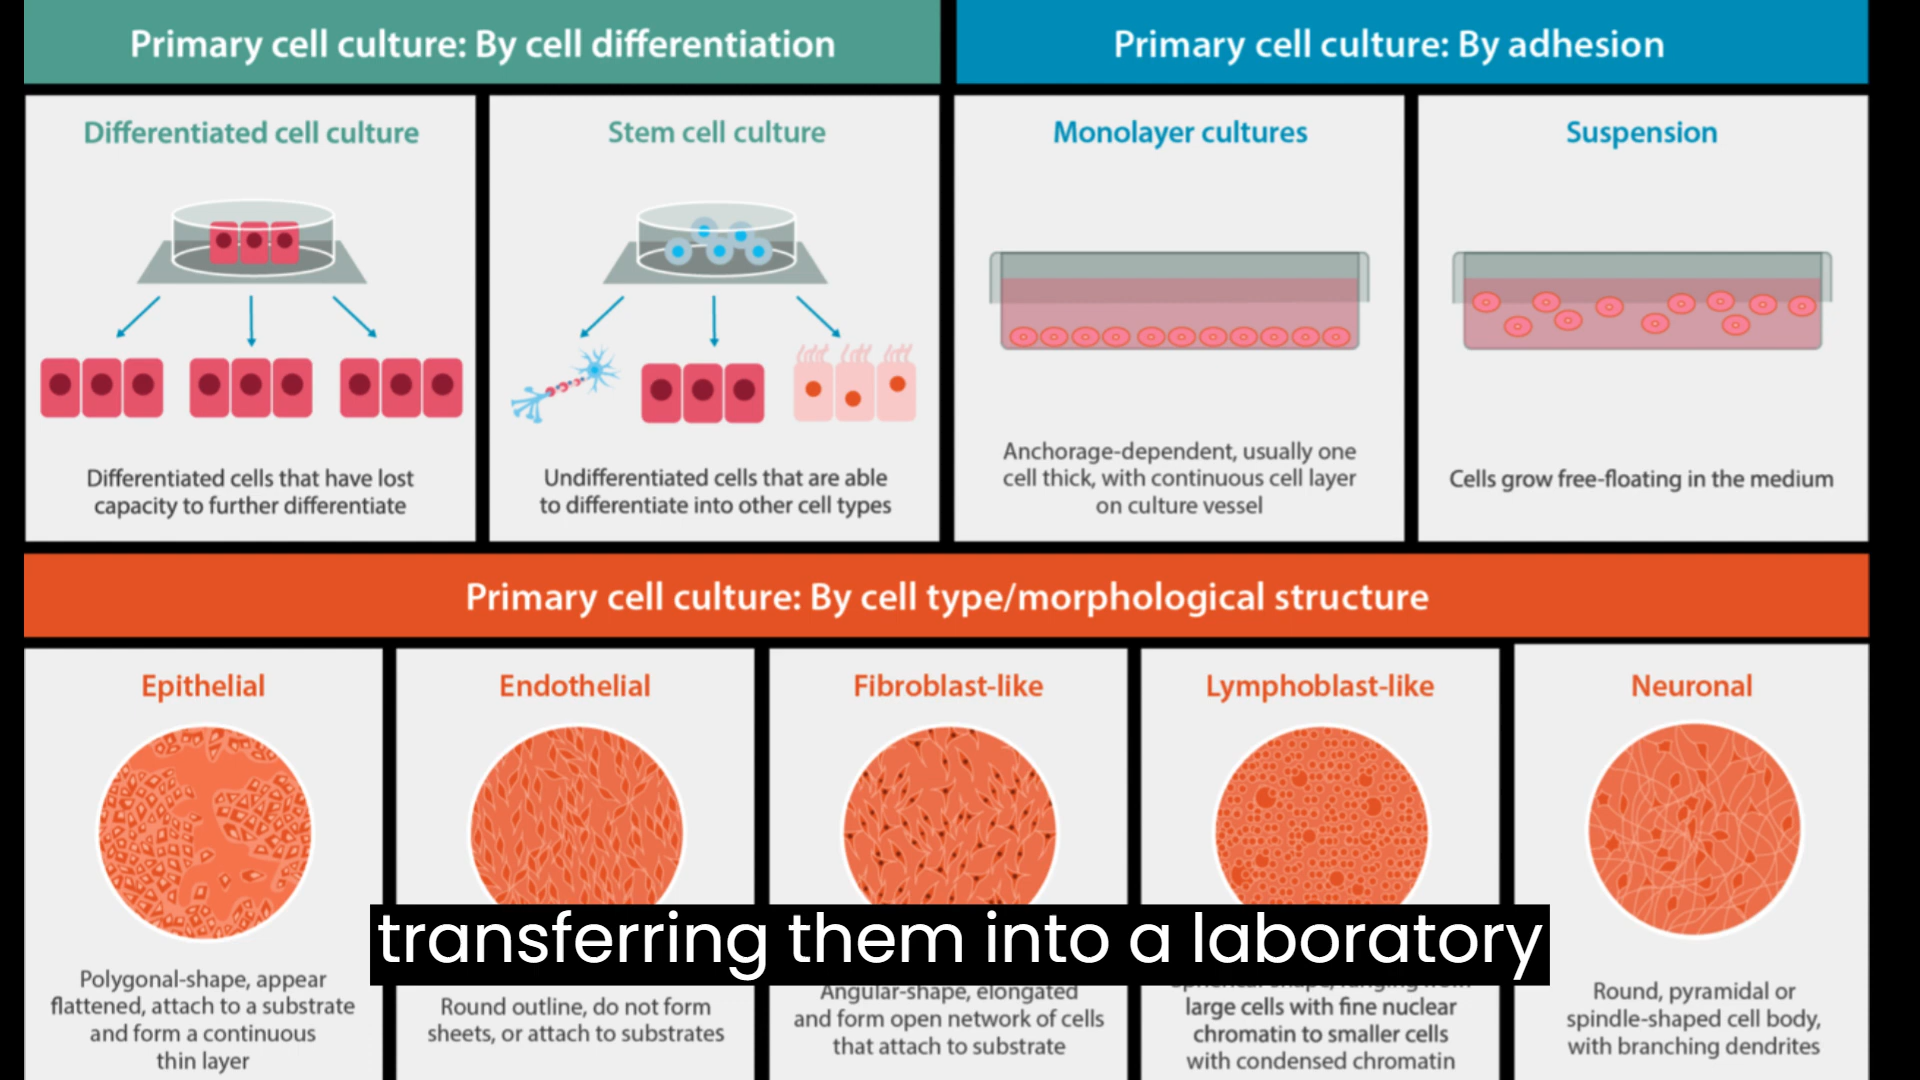 Primary cell culture: By cell differentiation
Primary cell culture: By adhesion
Differentiated cell culture
Differentiated cells that have lost
capacity to further differentiate
Stem cell culture
Undifferentiated cells that are able
to differentiate into other cell types
Monolayer cultures
Anchorage-dependent, usually one
cell thick, with continuous cell layer
on culture vessel
Suspension
Cells grow free-floating in the medium
Primary cell culture: By cell type/morphological structure
Epithelial
Polygonal-shape, appear
flattened, attach to a substrate
and form a continuous
thin layer
Endothelial
Round outline, do not form
sheets, or attach to substrates
Fibroblast-like
Angular-shape, elongated
and form open network of cells
that attach to substrate
Lymphoblast-like
large cells with fine nuclear
chromatin to smaller cells
with condensed chromatin
Neuronal
Round, pyramidal or
spindle-shaped cell body,
with branching dendrites
transferring them into a laboratory